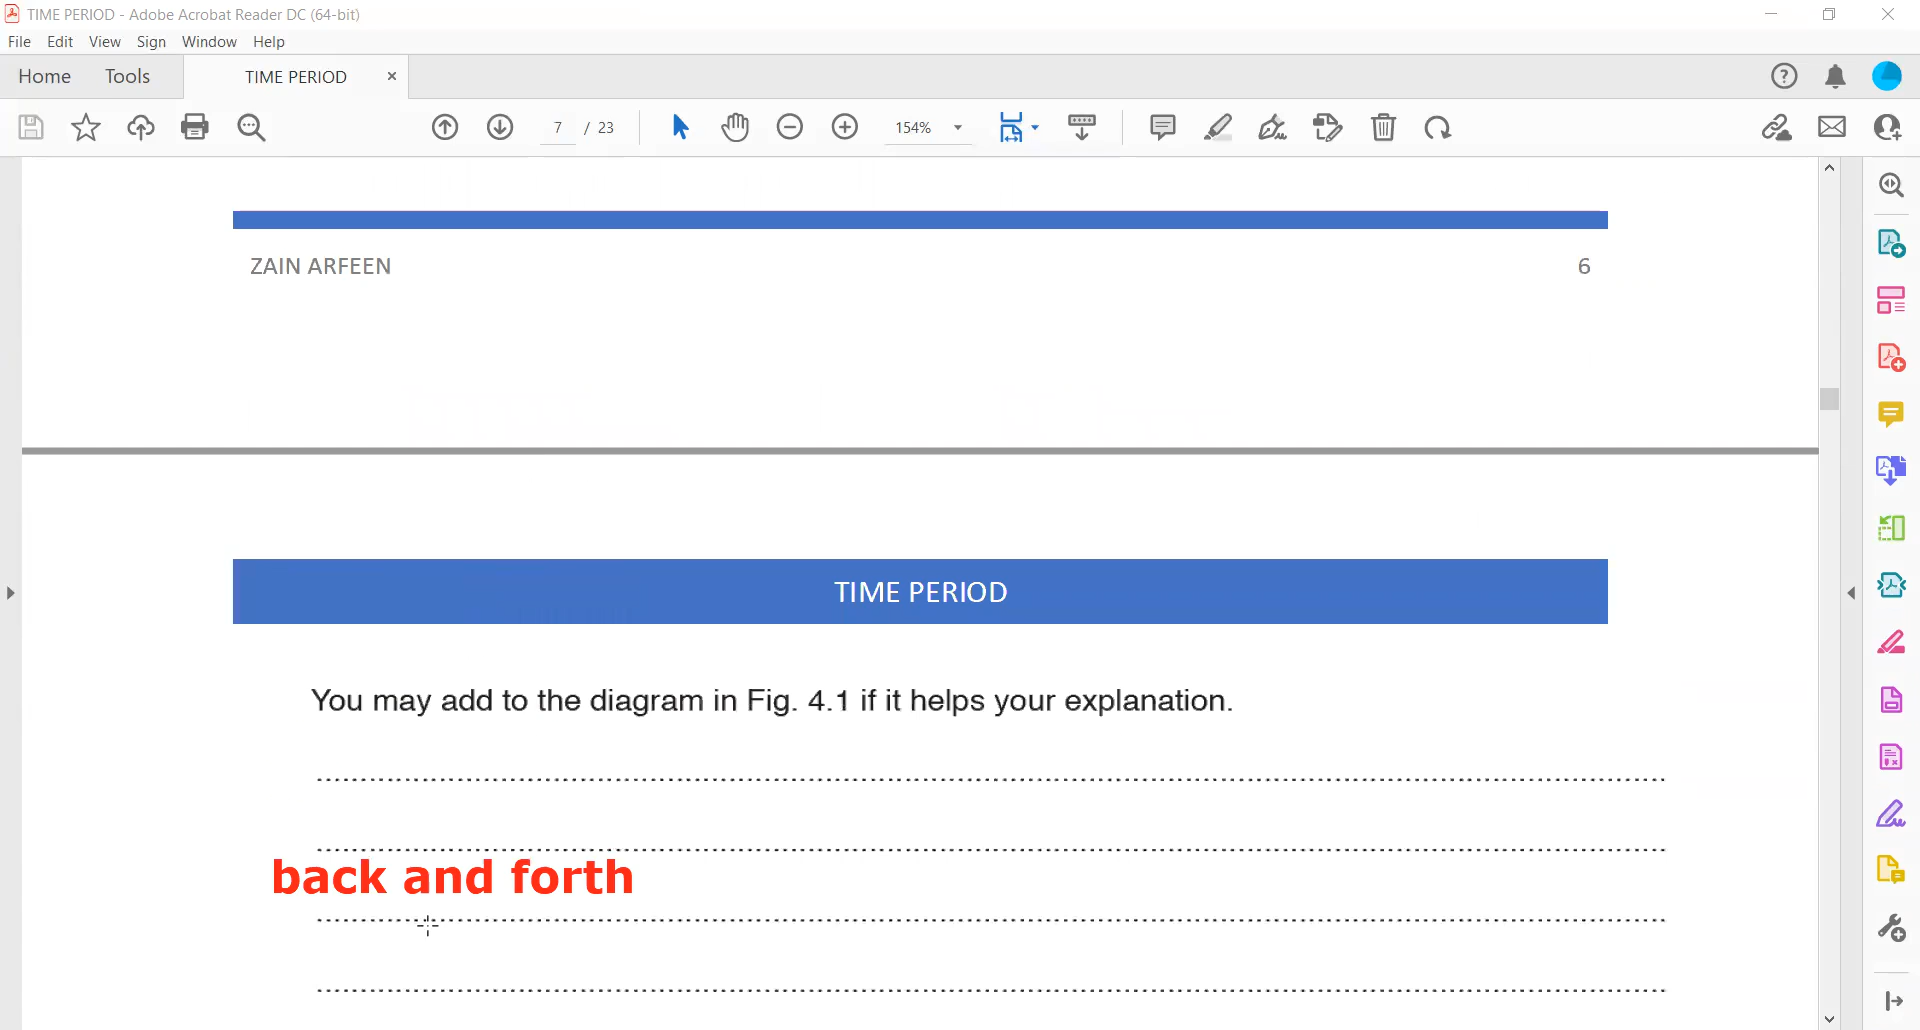 TIME PERIOD - Adobe Acrobat Reader DC (64-bit)
File Edit View Sign Window Help
Home Tools TIME PERIOD ×
7 / 23 154%
ZAIN ARFEEN 6
TIME PERIOD
You may add to the diagram in Fig. 4.1 if it helps your explanation.
back and forth